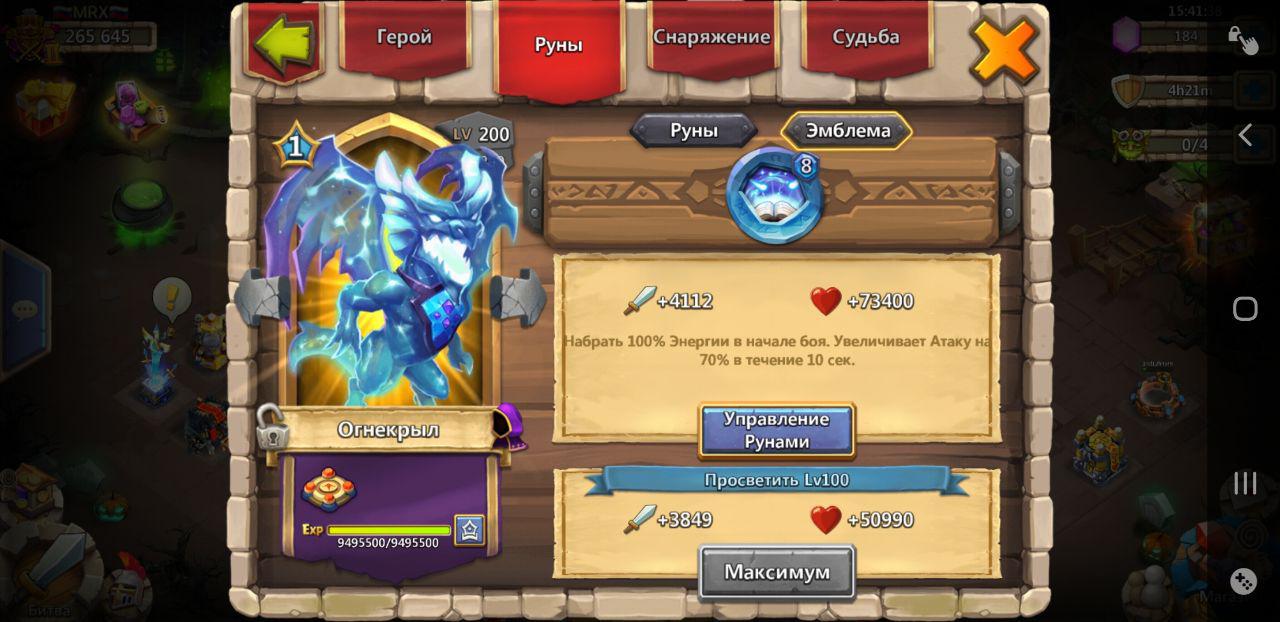 MRX
265 645
Герой
Руны
Снаряжение
Судьба
15:41:38
184
4h21m
0/4
1
LV 200
Руны
Эмблема
8
+4112
+73400
Набрать 100% Энергии в начале боя. Увеличивает Атаку на
70% в течение 10 сек.
Управление
Рунами
Огнекрыл
Просветить Lv100
+3849
+50990
Exp
9495500/9495500
Максимум
Битва